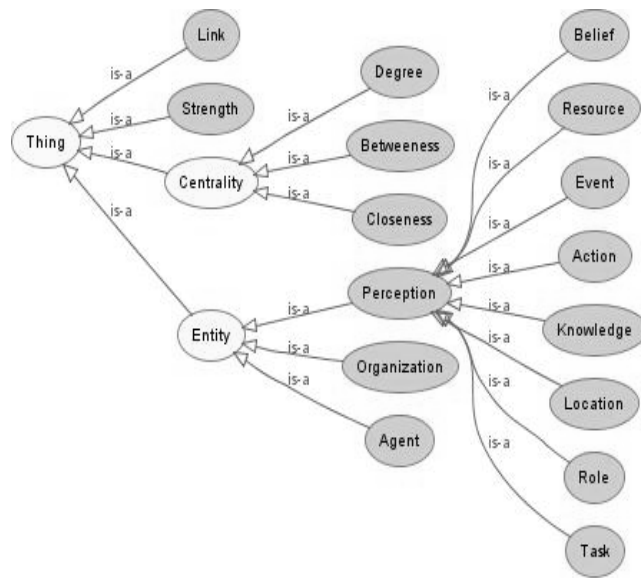 Link
Belief
is-a
Degree
is-a
Strength
is-a
Resource
is-a
Thing
is-a
Betweeness
is-a
is-a
Centrality
Event
is-a
is-a
Closeness
is-a
Action
is-a
Perception
is-a
is-a
Knowledge
Entity
is-a
is-a
Organization
is-a
Location
is-a
Agent
is-a
Role
Task